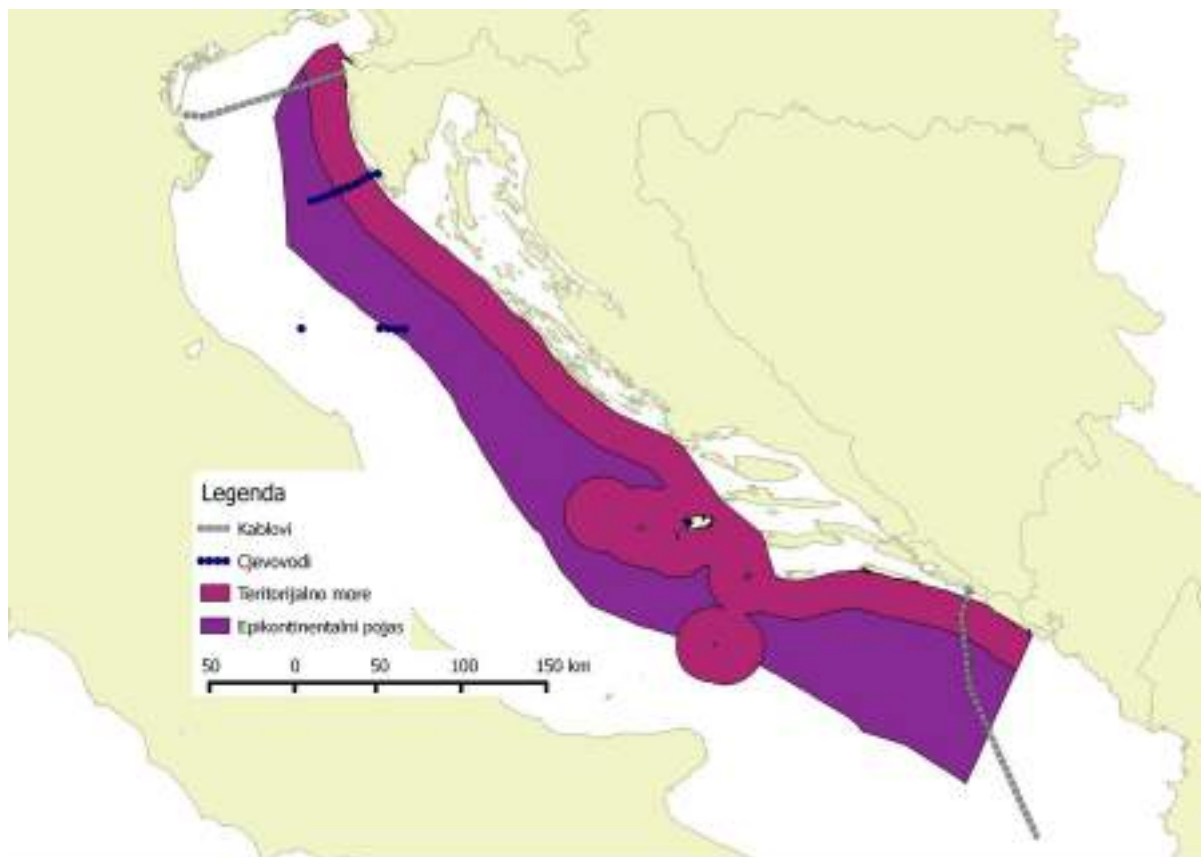 Legenda
Kablovi
Cjevovodi
Teritorijalno more
Epikontinentalni pojas
50 0 50 100 150 km